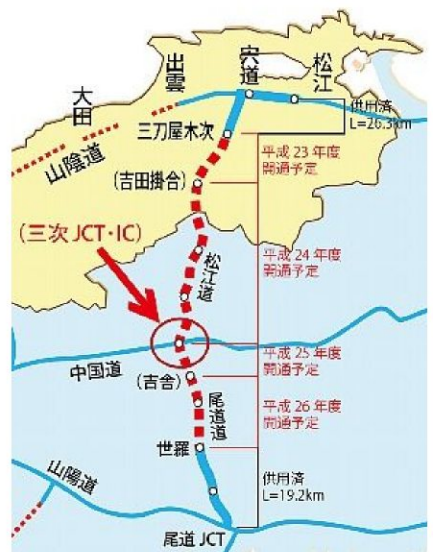 出雲
宍道
松江
大田
供用済
L=26.3km
三刀屋木次
山陰道
平成23年度
開通予定
(吉田掛合)
(三次JCT・IC)
松江道
平成24年度
開通予定
中国道
平成25年度
開通予定
(吉舎)
尾道道
平成26年度
開通予定
世羅
山陽道
供用済
L=19.2km
尾道JCT